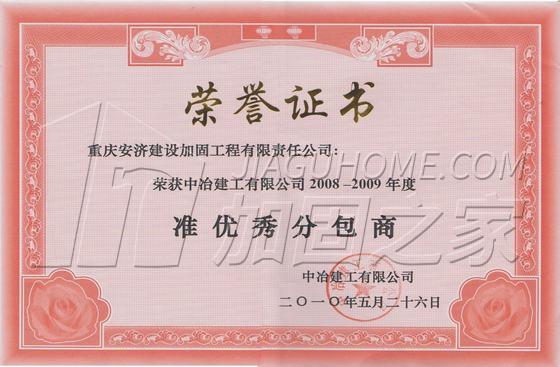 荣誉证书
重庆安济建设加固工程有限责任公司:
荣获中冶建工有限公司 2008-2009 年度
准优秀分包商
中冶建工有限公司
二〇一〇年五月二十六日
JIAGUHOME.COM
加固之家